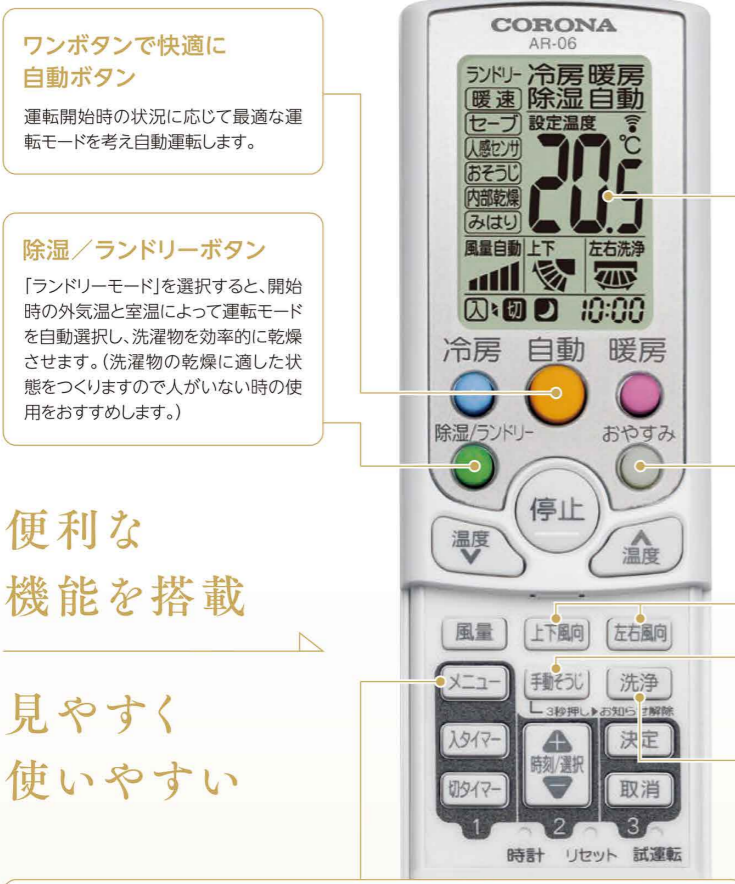 ワンボタンで快適に
自動ボタン
運転開始時の状況に応じて最適な運
転モードを考え自動運転します。
除湿／ランドリーボタン
「ランドリーモード」を選択すると、開始
時の外気温と室温によって運転モード
を自動選択し、洗濯物を効率的に乾燥
させます。(洗濯物の乾燥に適した状
態をつくりますので人がいない時の使
用をおすすめします。)
便利な
機能を搭載
見やすく
使いやすい
CORONA
AR-06
ランドリー 冷房 暖房
暖速 除湿 自動
セーブ 設定温度
人感センサ ℃
おそうじ 20.5
内部乾燥
みはり
風量自動 上下 左右洗浄
入 切 10:00
冷房 自動 暖房
除湿/ランドリー おやすみ
停止
温度 温度
風量 上下風向 左右風向
メニュー 手動そうじ 洗浄
3秒押し▶お知らせ解除
入タイマー 時刻/選択 決定
切タイマー 取消
1 2 3
時計 リセット 試運転